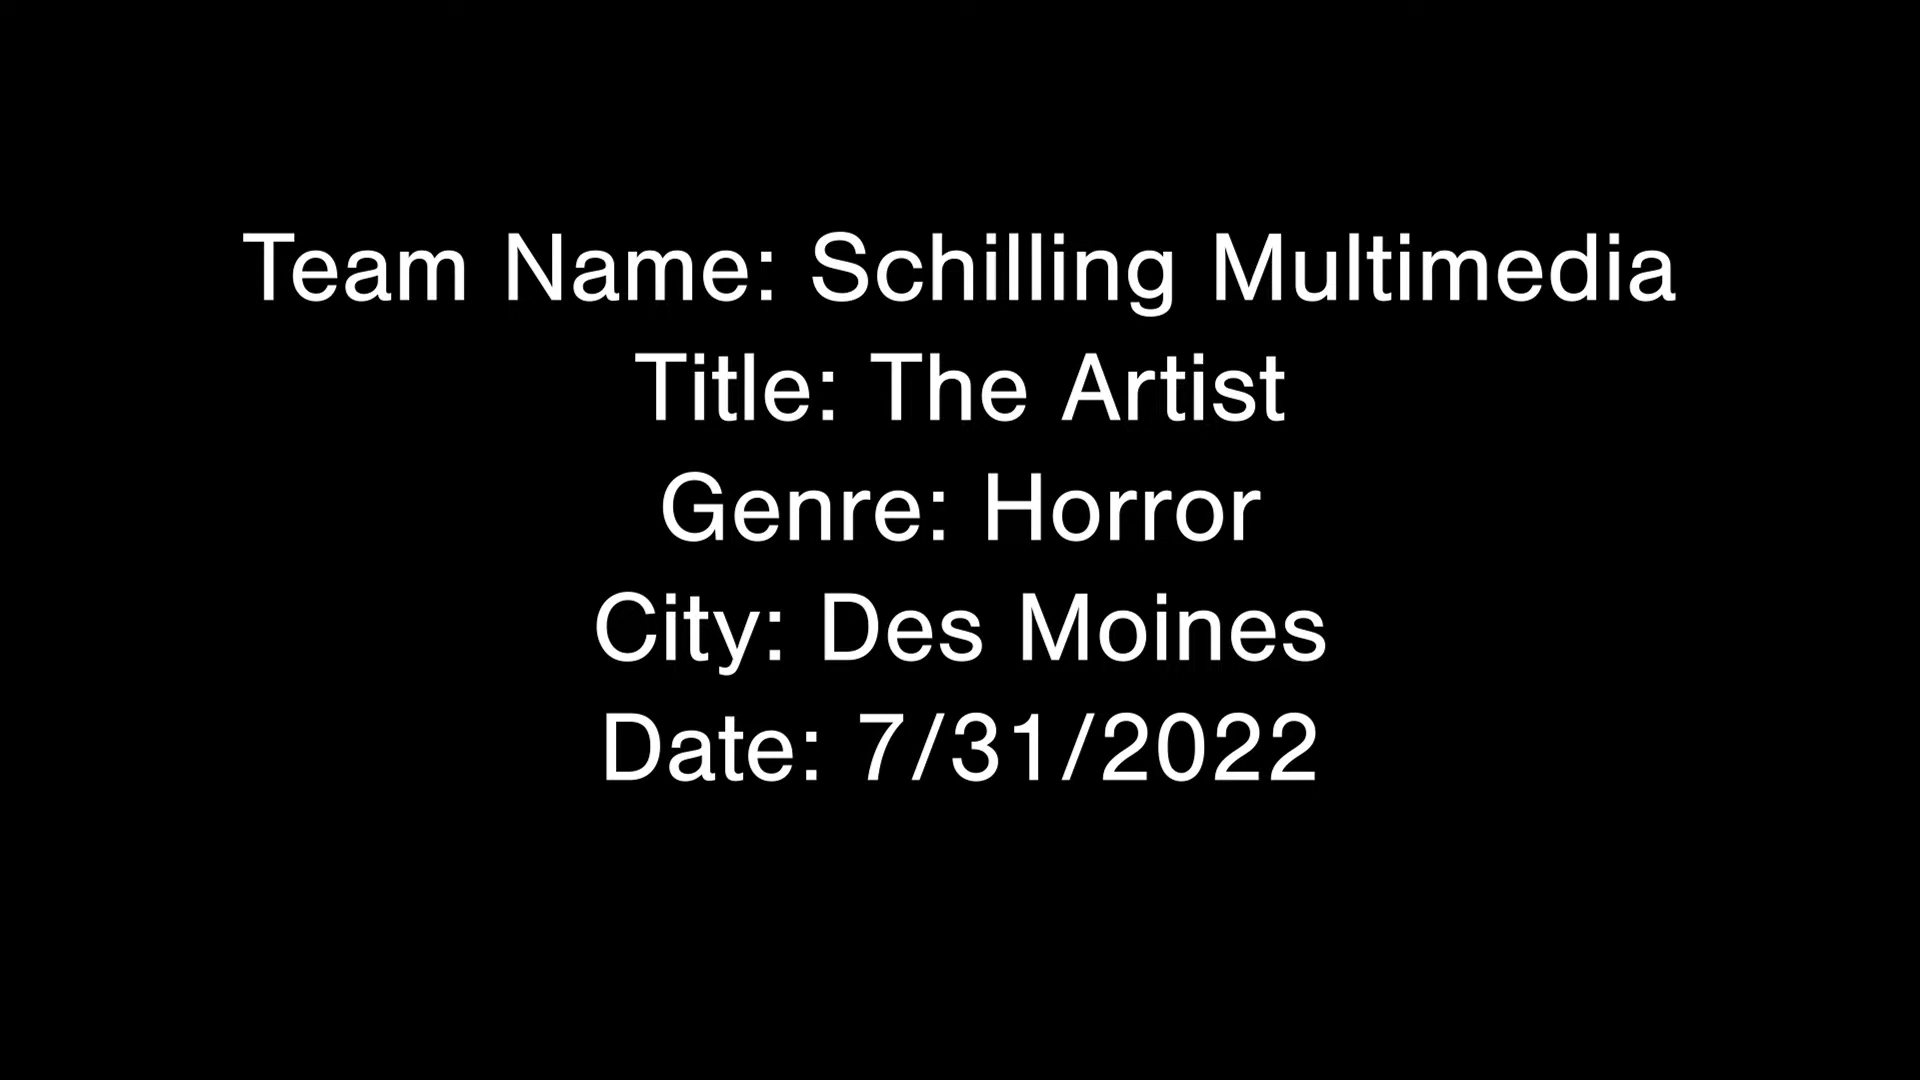 Team Name: Schilling Multimedia
Title: The Artist
Genre: Horror
City: Des Moines
Date: 7/31/2022